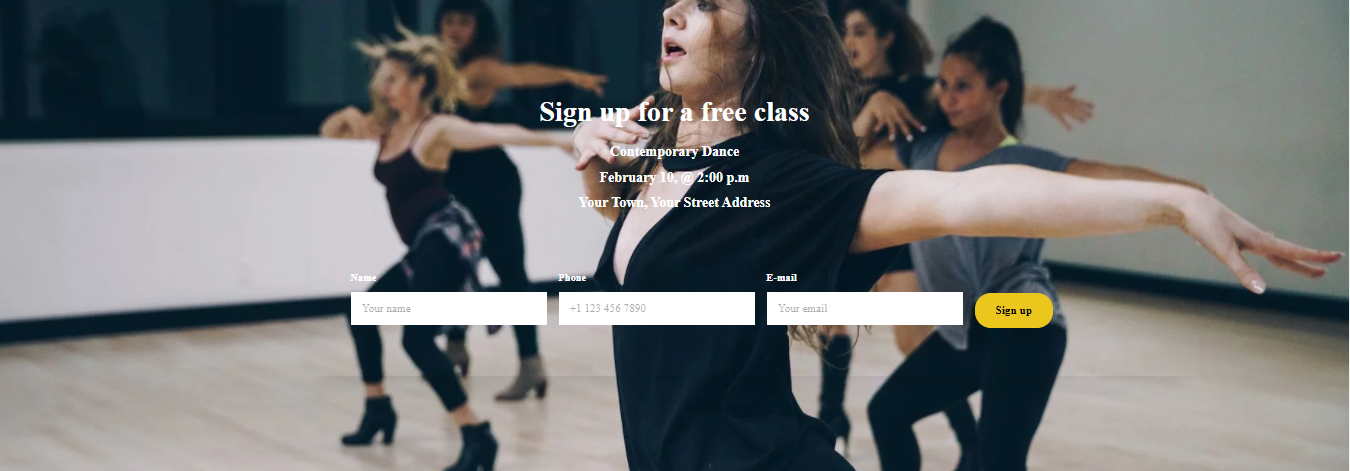 Sign up for a free class
Contemporary Dance
February 10, @ 2:00 p.m
Your Town, Your Street Address
Name Phone E-mail
Your name +1 123 456 7890 Your email Sign up